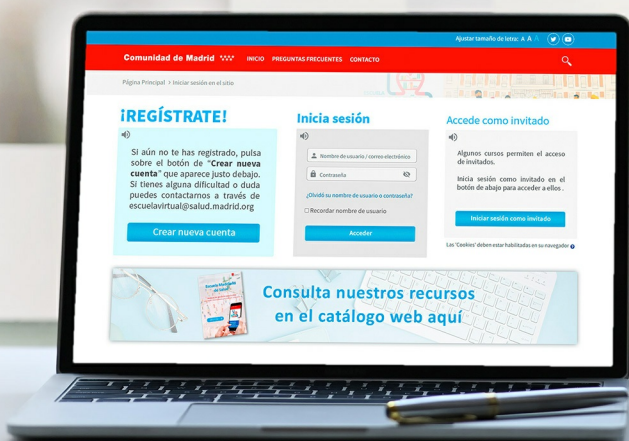 Ajustar tamaño de letra: A A A
Comunidad de Madrid INICIO PREGUNTAS FRECUENTES CONTACTO
Página Principal > Iniciar sesión en el sitio
¡REGÍSTRATE!
Si aún no te has registrado, pulsa
sobre el botón de "Crear nueva
cuenta" que aparece justo debajo.
Si tienes alguna dificultad o duda
puedes contactarnos a través de
escuelavirtual@salud.madrid.org
Crear nueva cuenta
Inicia sesión
Nombre de usuario / correo electrónico
Contraseña
¿Olvidó su nombre de usuario o contraseña?
Recordar nombre de usuario
Acceder
Accede como invitado
Algunos cursos permiten el acceso
de invitados.
Inicia sesión como invitado en el
botón de abajo para acceder a ellos .
Iniciar sesión como invitado
Las 'Cookies' deben estar habilitadas en su navegador
Consulta nuestros recursos
en el catálogo web aquí